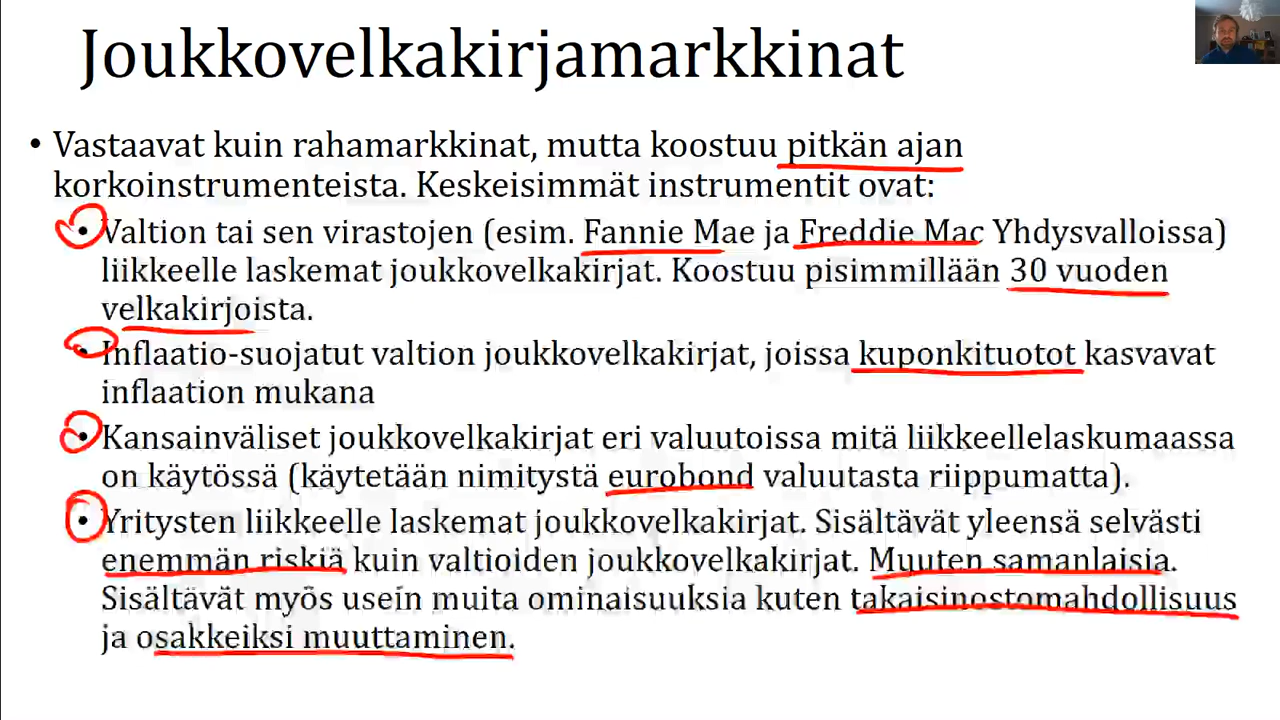 Joukkovelkakirjamarkkinat
• Vastaavat kuin rahamarkkinat, mutta koostuu pitkän ajan
korkoinstrumenteista. Keskeisimmät instrumentit ovat:
• Valtion tai sen virastojen (esim. Fannie Mae ja Freddie Mac Yhdysvalloissa)
liikkeelle laskemat joukkovelkakirjat. Koostuu pisimmillään 30 vuoden
velkakirjoista.
• Inflaatio-suojatut valtion joukkovelkakirjat, joissa kuponkituotot kasvavat
inflaation mukana
• Kansainväliset joukkovelkakirjat eri valuutoissa mitä liikkeellelaskumaassa
on käytössä (käytetään nimitystä eurobond valuutasta riippumatta).
• Yritysten liikkeelle laskemat joukkovelkakirjat. Sisältävät yleensä selvästi
enemmän riskiä kuin valtioiden joukkovelkakirjat. Muuten samanlaisia.
Sisältävät myös usein muita ominaisuuksia kuten takaisinostomahdollisuus
ja osakkeiksi muuttaminen.